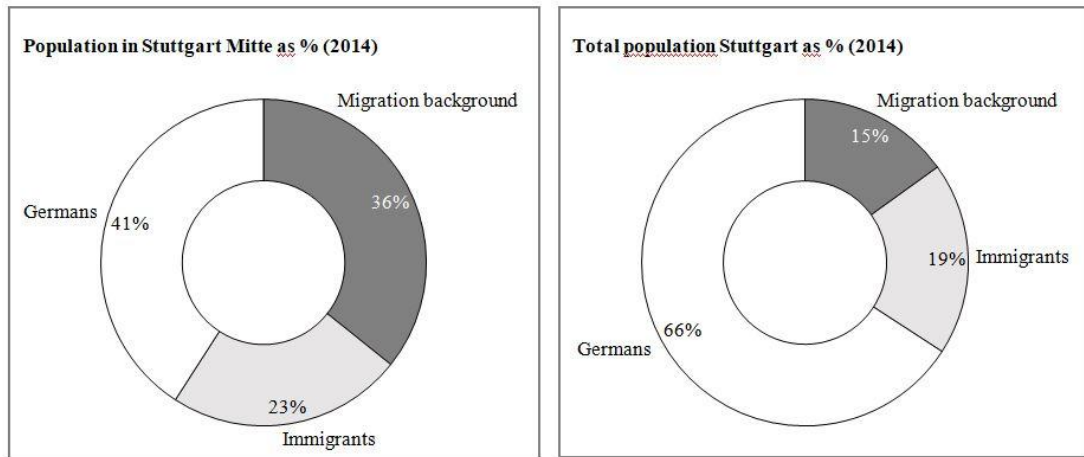 Population in Stuttgart Mitte as % (2014)
Migration background
36%
Germans
41%
23%
Immigrants
Total population Stuttgart as % (2014)
Migration background
15%
19%
Immigrants
66%
Germans